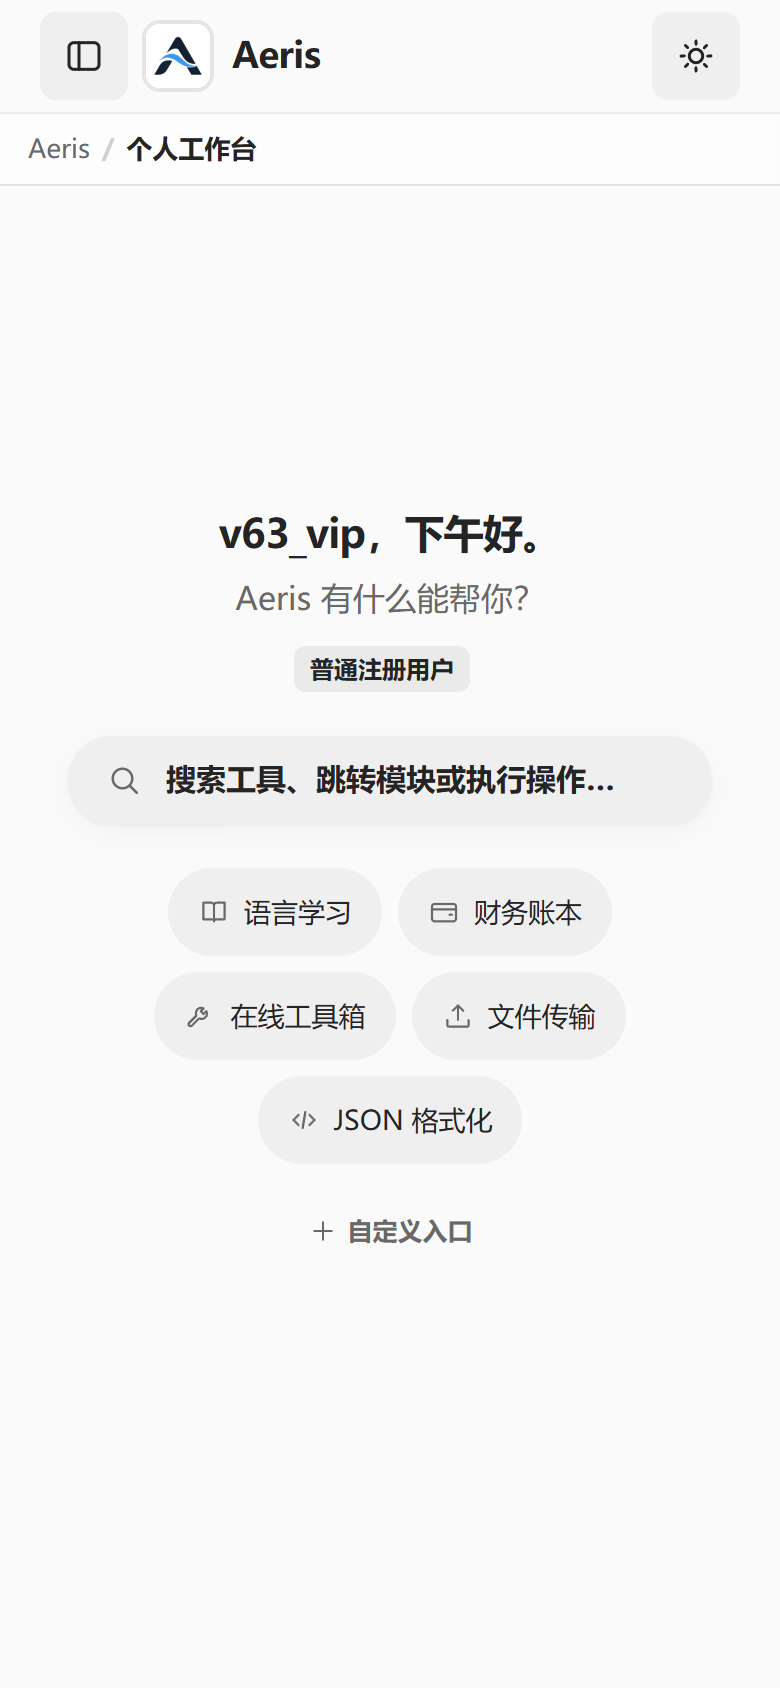 Aeris
Aeris / 个人工作台
v63_vip，下午好。
Aeris 有什么能帮你?
普通注册用户
搜索工具、跳转模块或执行操作...
语言学习
财务账本
在线工具箱
文件传输
JSON 格式化
自定义入口